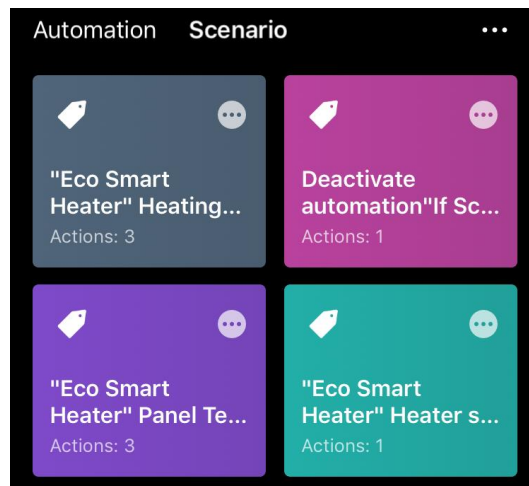 Automation Scenario
"Eco Smart
Heater" Heating...
Actions: 3
Deactivate
automation"If Sc...
Actions: 1
"Eco Smart
Heater" Panel Te...
Actions: 3
"Eco Smart
Heater" Heater s...
Actions: 1